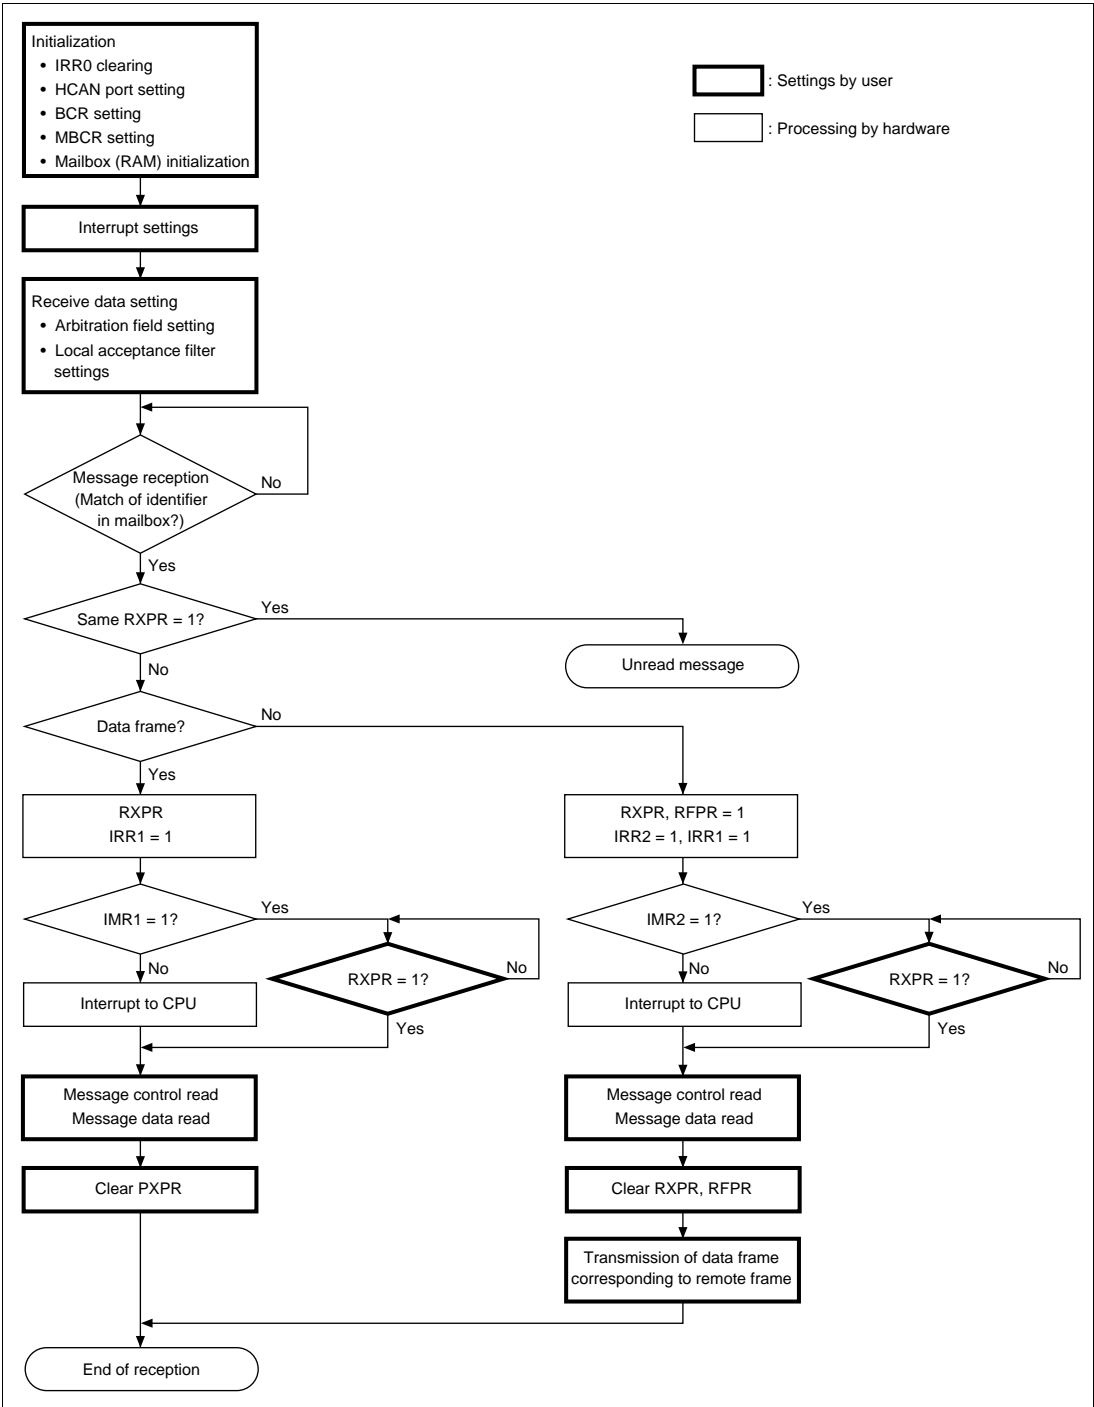 Initialization
• IRR0 clearing
• HCAN port setting
• BCR setting
• MBCR setting
• Mailbox (RAM) initialization
: Settings by user
: Processing by hardware
Interrupt settings
Receive data setting
• Arbitration field setting
• Local acceptance filter
settings
Message reception
(Match of identifier
in mailbox?)
No
Yes
Same RXPR = 1?
Yes
Unread message
No
Data frame?
No
Yes
RXPR
IRR1 = 1
RXPR, RFPR = 1
IRR2 = 1, IRR1 = 1
IMR1 = 1?
Yes
IMR2 = 1?
Yes
No
RXPR = 1?
No
No
RXPR = 1?
No
Interrupt to CPU
Yes
Interrupt to CPU
Yes
Message control read
Message data read
Message control read
Message data read
Clear PXPR
Clear RXPR, RFPR
Transmission of data frame
corresponding to remote frame
End of reception